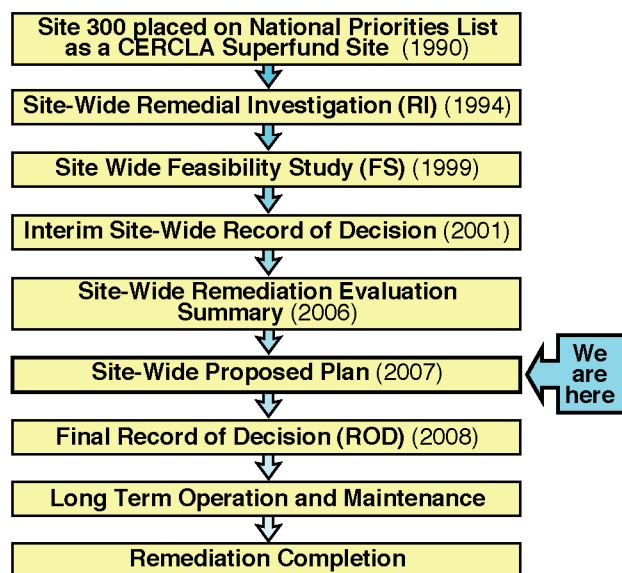 Site 300 placed on National Priorities List
as a CERCLA Superfund Site (1990)
Site-Wide Remedial Investigation (RI) (1994)
Site Wide Feasibility Study (FS) (1999)
Interim Site-Wide Record of Decision (2001)
Site-Wide Remediation Evaluation
Summary (2006)
Site-Wide Proposed Plan (2007)
We
are
here
Final Record of Decision (ROD) (2008)
Long Term Operation and Maintenance
Remediation Completion